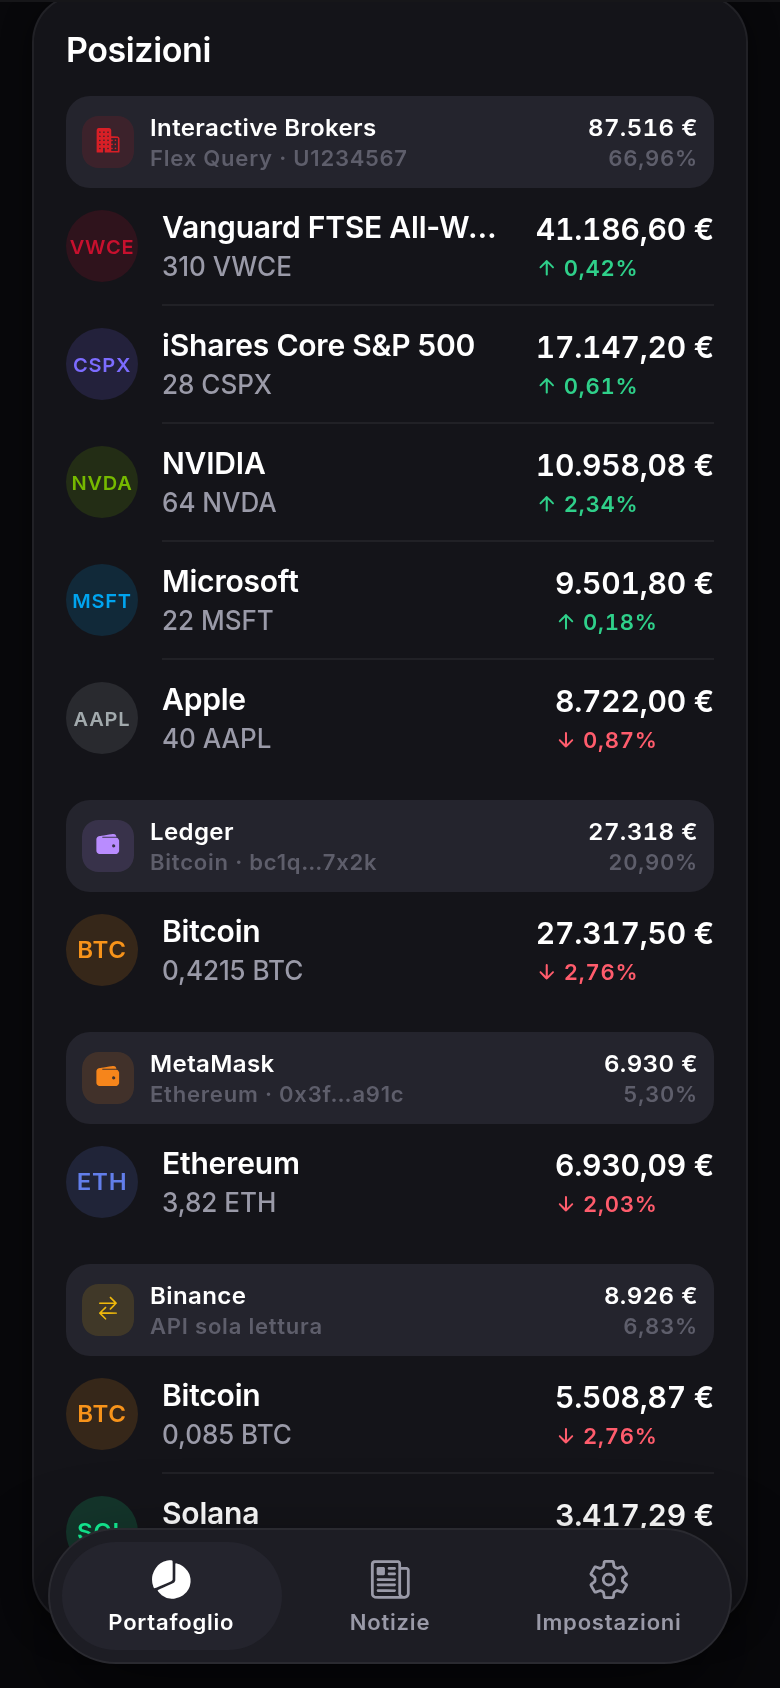 Posizioni
Interactive Brokers 87.516 €
Flex Query · U1234567 66,96%
VWCE Vanguard FTSE All-W... 41.186,60 €
310 VWCE ↑ 0,42%
CSPX iShares Core S&P 500 17.147,20 €
28 CSPX ↑ 0,61%
NVDA NVIDIA 10.958,08 €
64 NVDA ↑ 2,34%
MSFT Microsoft 9.501,80 €
22 MSFT ↑ 0,18%
AAPL Apple 8.722,00 €
40 AAPL ↓ 0,87%
Ledger 27.318 €
Bitcoin · bc1q...7x2k 20,90%
BTC Bitcoin 27.317,50 €
0,4215 BTC ↓ 2,76%
MetaMask 6.930 €
Ethereum · 0x3f...a91c 5,30%
ETH Ethereum 6.930,09 €
3,82 ETH ↓ 2,03%
Binance 8.926 €
API sola lettura 6,83%
BTC Bitcoin 5.508,87 €
0,085 BTC ↓ 2,76%
SOL Solana 3.417,29 €
Portafoglio Notizie Impostazioni